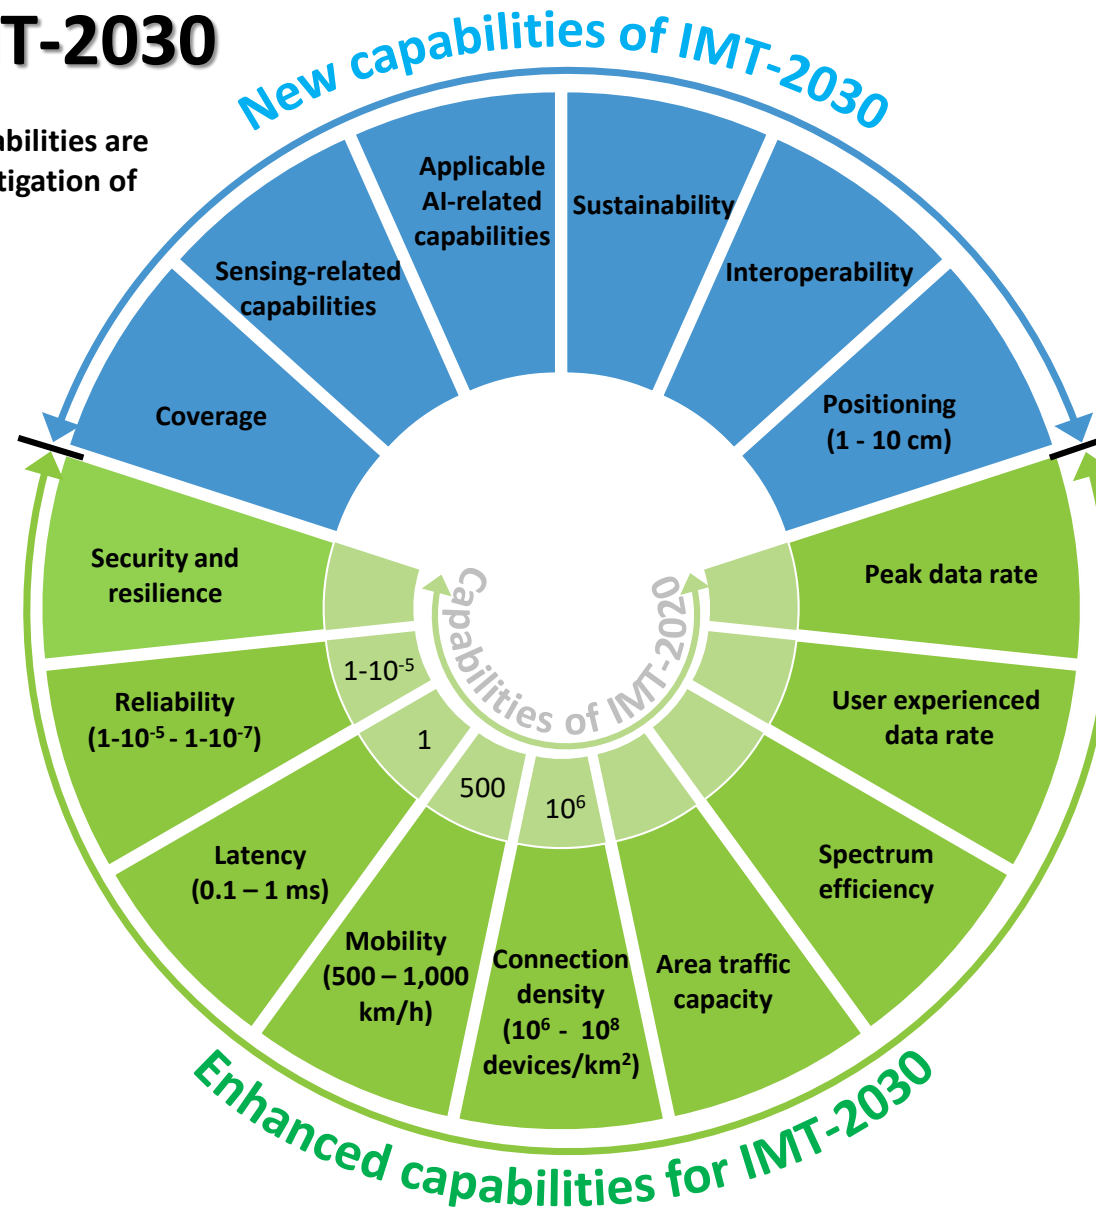 T-2030
abilities are
tigation of
New capabilities of IMT-2030
Applicable
AI-related
capabilities
Sustainability
Sensing-related
capabilities
Interoperability
Coverage
Positioning
(1 - 10 cm)
Security and
resilience
Peak data rate
Capabilities of IMT-2020
1-10⁻⁵
Reliability
(1-10⁻⁵ - 1-10⁻⁷)
User experienced
data rate
1
500
10⁶
Latency
(0.1 – 1 ms)
Spectrum
efficiency
Mobility
(500 – 1,000
km/h)
Connection
density
(10⁶ - 10⁸
devices/km²)
Area traffic
capacity
Enhanced capabilities for IMT-2030